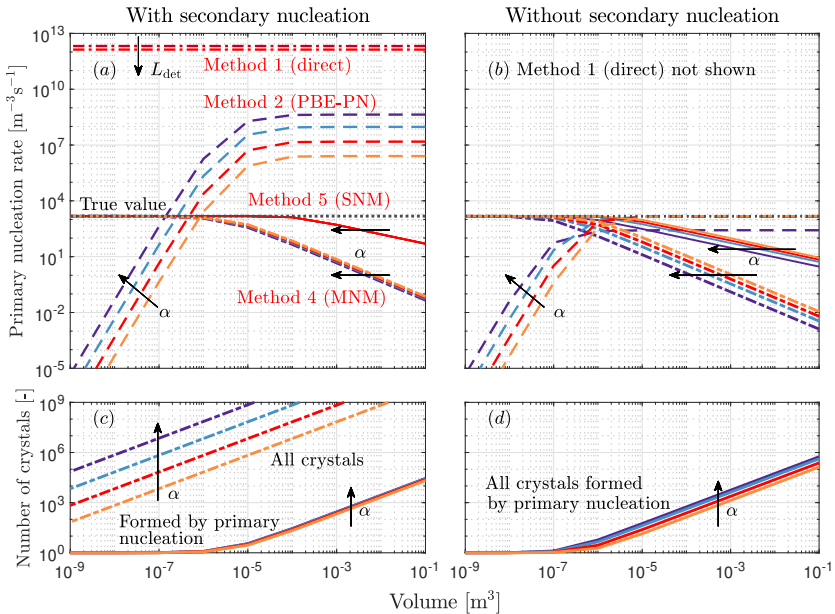 With secondary nucleation
Without secondary nucleation
Primary nucleation rate [m⁻³s⁻¹]
10¹³
10¹⁰
10⁷
10⁴
10¹
10⁻²
10⁻⁵
(a)
L_det
Method 1 (direct)
Method 2 (PBE-PN)
True value
Method 5 (SNM)
α
Method 4 (MNM)
α
(b) Method 1 (direct) not shown
α
α
Number of crystals [-]
10⁹
10⁶
10³
10⁰
(c)
All crystals
α
Formed by primary
nucleation
α
(d)
All crystals formed
by primary nucleation
α
10⁻⁹
10⁻⁷
10⁻⁵
10⁻³
10⁻¹
10⁻⁹
10⁻⁷
10⁻⁵
10⁻³
10⁻¹
Volume [m³]